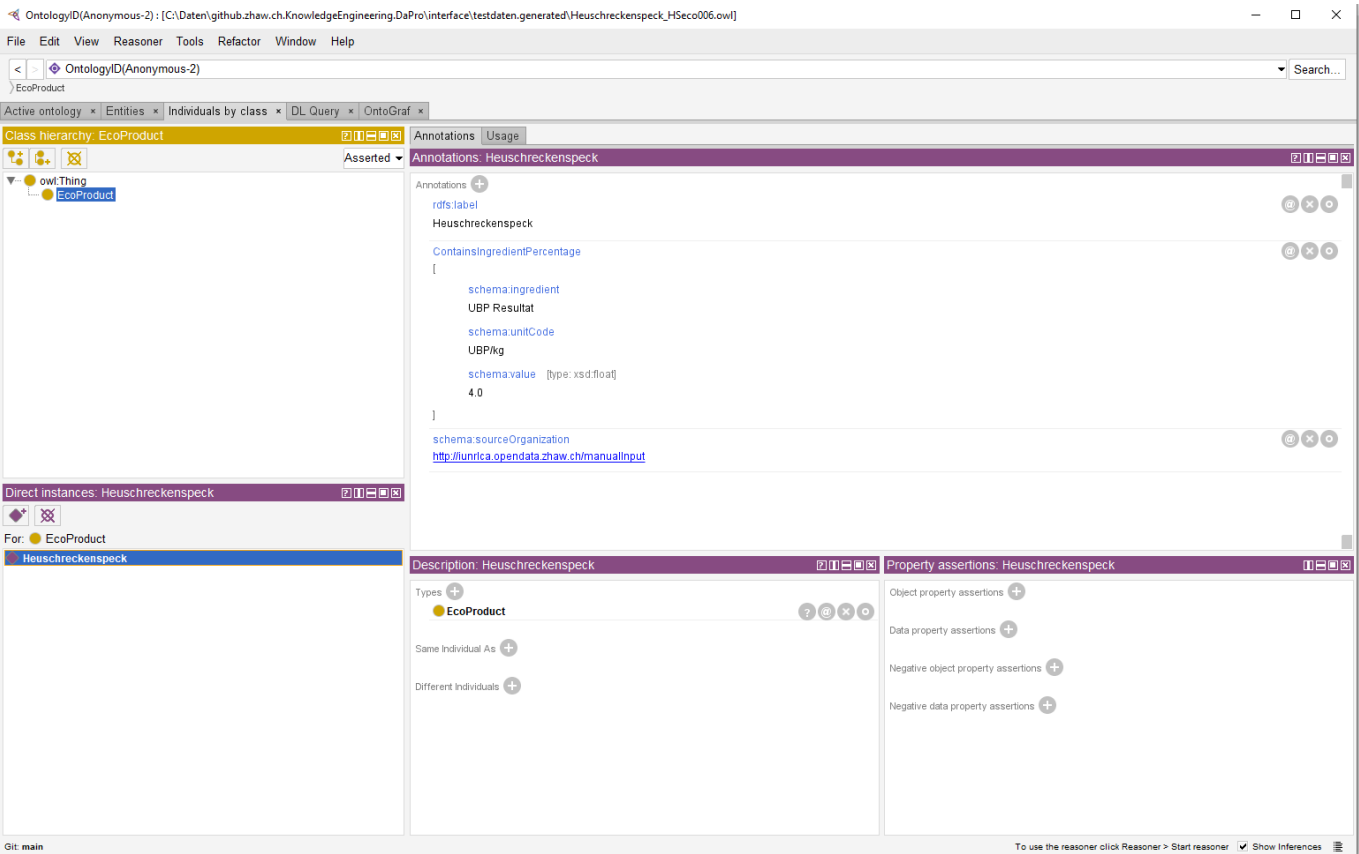 OntologyID(Anonymous-2) : [C:\Daten\github.zhaw.ch.KnowledgeEngineering.DaPro\interface\testdaten.generated\Heuschreckenspeck_HSeco006.owl]
File Edit View Reasoner Tools Refactor Window Help
< > OntologyID(Anonymous-2) Search...
EcoProduct
Active ontology × Entities × Individuals by class × DL Query × OntoGraf ×
Class hierarchy: EcoProduct
Asserted
owl:Thing
EcoProduct
Annotations Usage
Annotations: Heuschreckenspeck
Annotations
rdfs:label
Heuschreckenspeck
ContainsIngredientPercentage
[
schema:ingredient
UBP Resultat
schema:unitCode
UBP/kg
schema:value [type: xsd:float]
4.0
]
schema:sourceOrganization
http://iunrlca.opendata.zhaw.ch/manualInput
Direct instances: Heuschreckenspeck
For: EcoProduct
Heuschreckenspeck
Description: Heuschreckenspeck
Types
EcoProduct
Same Individual As
Different Individuals
Property assertions: Heuschreckenspeck
Object property assertions
Data property assertions
Negative object property assertions
Negative data property assertions
Git: main
To use the reasoner click Reasoner > Start reasoner Show Inferences